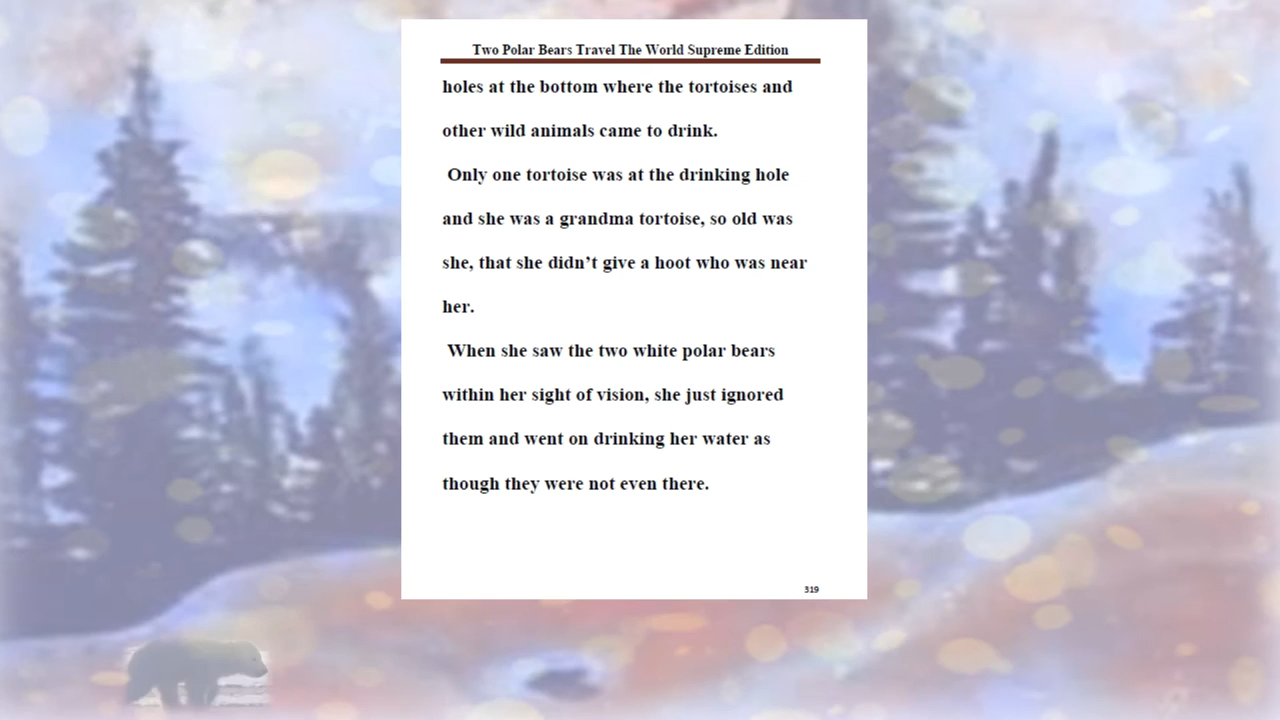 Two Polar Bears Travel The World Supreme Edition
holes at the bottom where the tortoises and
other wild animals came to drink.
Only one tortoise was at the drinking hole
and she was a grandma tortoise, so old was
she, that she didn’t give a hoot who was near
her.
When she saw the two white polar bears
within her sight of vision, she just ignored
them and went on drinking her water as
though they were not even there.
319